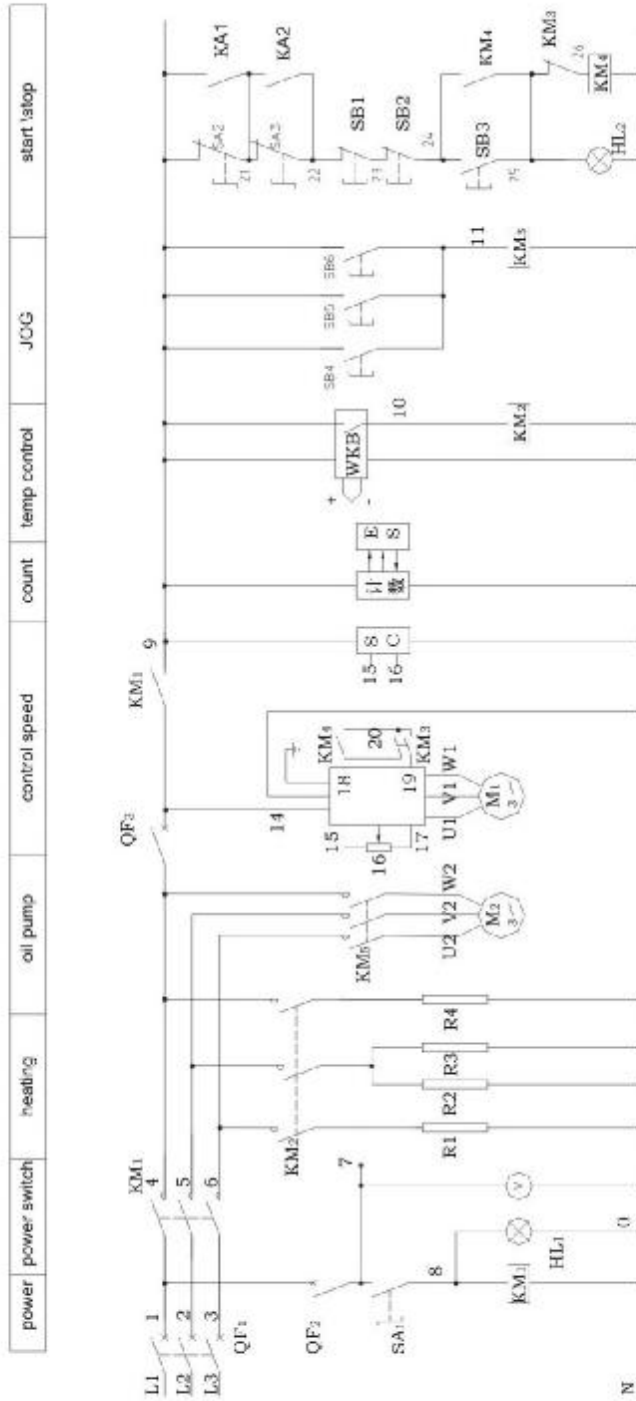 power
power switch
heating
oil pump
control speed
count
temp control
JOG
start \stop
L1
L2
L3
1
2
3
QF1
KM1
4
5
6
QF2
7
SA1
8
KM1
HL1
V
0
N
KM2
R1
R2
R3
R4
KM5
U2
V2
W2
M2
3~
QF3
14
15
16
17
18
19
20
KM4
KM3
U1
V1
W1
M1
3~
KM1
9
15
16
S
C
计
数
E
S
WKB
+
-
10
KM2
SB4
SB5
SB6
11
KM3
SA2
KA1
21
SA3
KA2
22
SB1
23
SB2
24
SB3
KM4
25
KM3
26
KM4
HL2